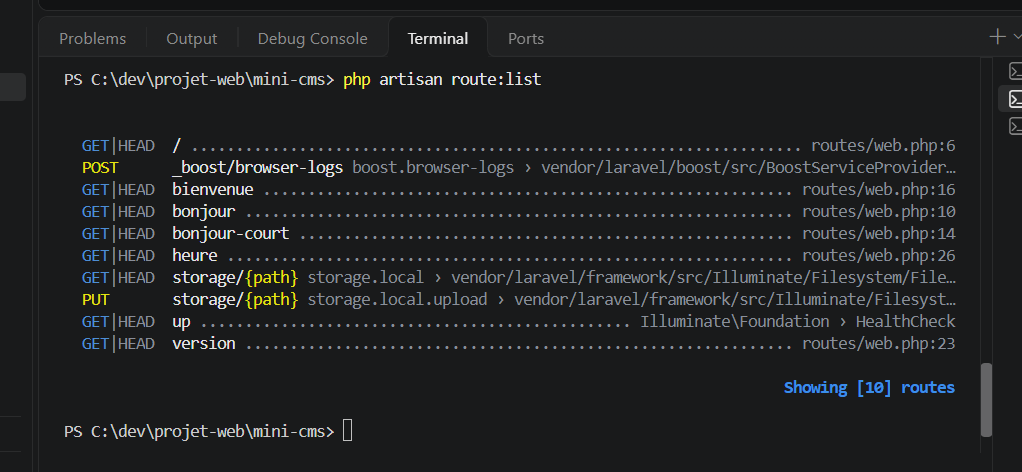 Problems Output Debug Console Terminal Ports
PS C:\dev\projet-web\mini-cms> php artisan route:list
GET|HEAD / ..................................................................... routes/web.php:6
POST _boost/browser-logs boost.browser-logs › vendor/laravel/boost/src/BoostServiceProvider…
GET|HEAD bienvenue ........................................................... routes/web.php:16
GET|HEAD bonjour ............................................................. routes/web.php:10
GET|HEAD bonjour-court ....................................................... routes/web.php:14
GET|HEAD heure ............................................................... routes/web.php:26
GET|HEAD storage/{path} storage.local › vendor/laravel/framework/src/Illuminate/Filesystem/File…
PUT storage/{path} storage.local.upload › vendor/laravel/framework/src/Illuminate/Filesyst…
GET|HEAD up ................................................ Illuminate\Foundation › HealthCheck
GET|HEAD version ............................................................. routes/web.php:23
Showing [10] routes
PS C:\dev\projet-web\mini-cms>